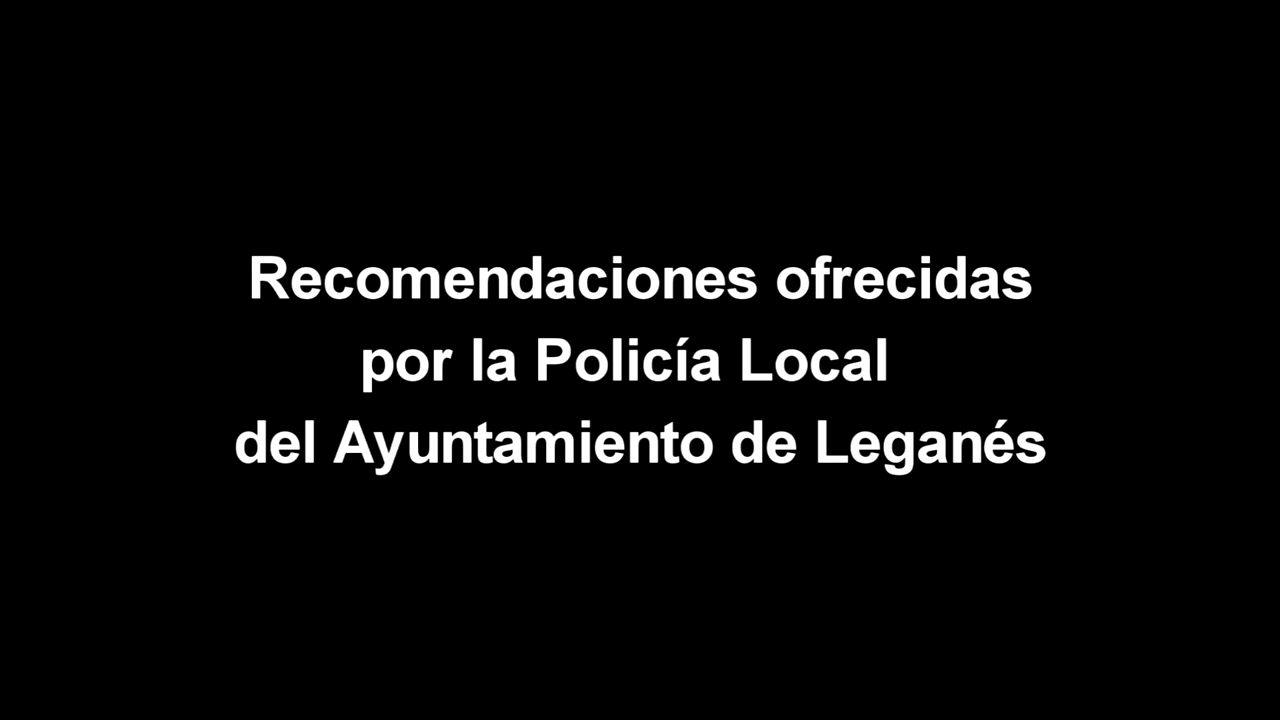 Recomendaciones ofrecidas
por la Policía Local
del Ayuntamiento de Leganés